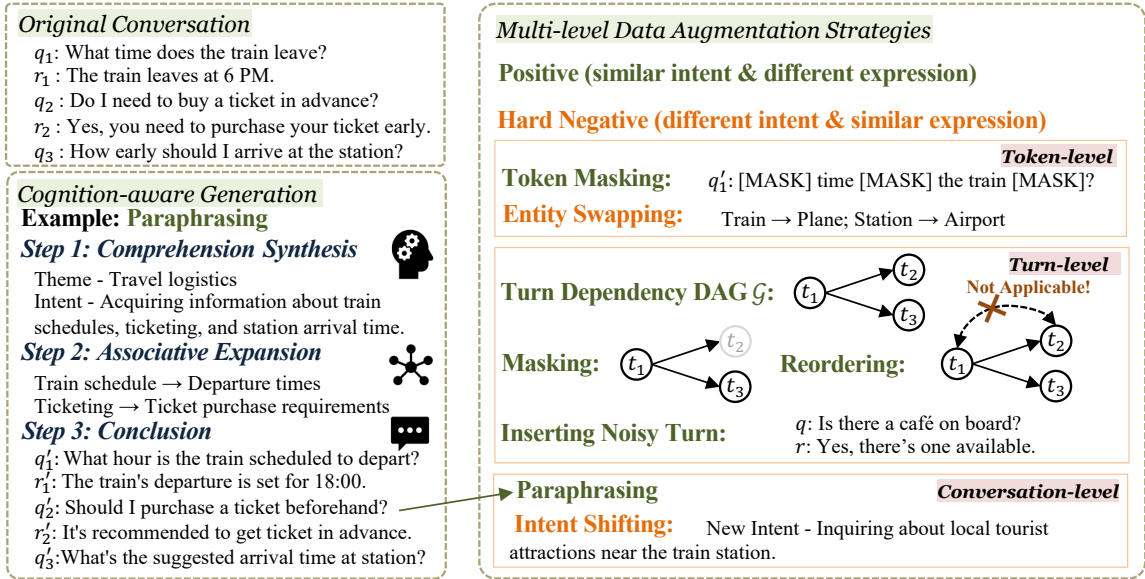 Original Conversation
q₁: What time does the train leave?
r₁ : The train leaves at 6 PM.
q₂ : Do I need to buy a ticket in advance?
r₂ : Yes, you need to purchase your ticket early.
q₃ : How early should I arrive at the station?
Cognition-aware Generation
Example: Paraphrasing
Step 1: Comprehension Synthesis
Theme - Travel logistics
Intent - Acquiring information about train
schedules, ticketing, and station arrival time.
Step 2: Associative Expansion
Train schedule → Departure times
Ticketing → Ticket purchase requirements
Step 3: Conclusion
q₁′: What hour is the train scheduled to depart?
r₁′: The train's departure is set for 18:00.
q₂′: Should I purchase a ticket beforehand?
r₂′: It's recommended to get ticket in advance.
q₃′:What's the suggested arrival time at station?
Multi-level Data Augmentation Strategies
Positive (similar intent & different expression)
Hard Negative (different intent & similar expression)
Token-level
Token Masking: q₁′: [MASK] time [MASK] the train [MASK]?
Entity Swapping: Train → Plane; Station → Airport
Turn-level
Turn Dependency DAG 𝒢: t₁ t₂ t₃
Not Applicable!
Masking: t₁ t₂ t₃
Reordering: t₁ t₂ t₃
Inserting Noisy Turn: q: Is there a café on board?
r: Yes, there's one available.
Conversation-level
Paraphrasing
Intent Shifting: New Intent - Inquiring about local tourist
attractions near the train station.